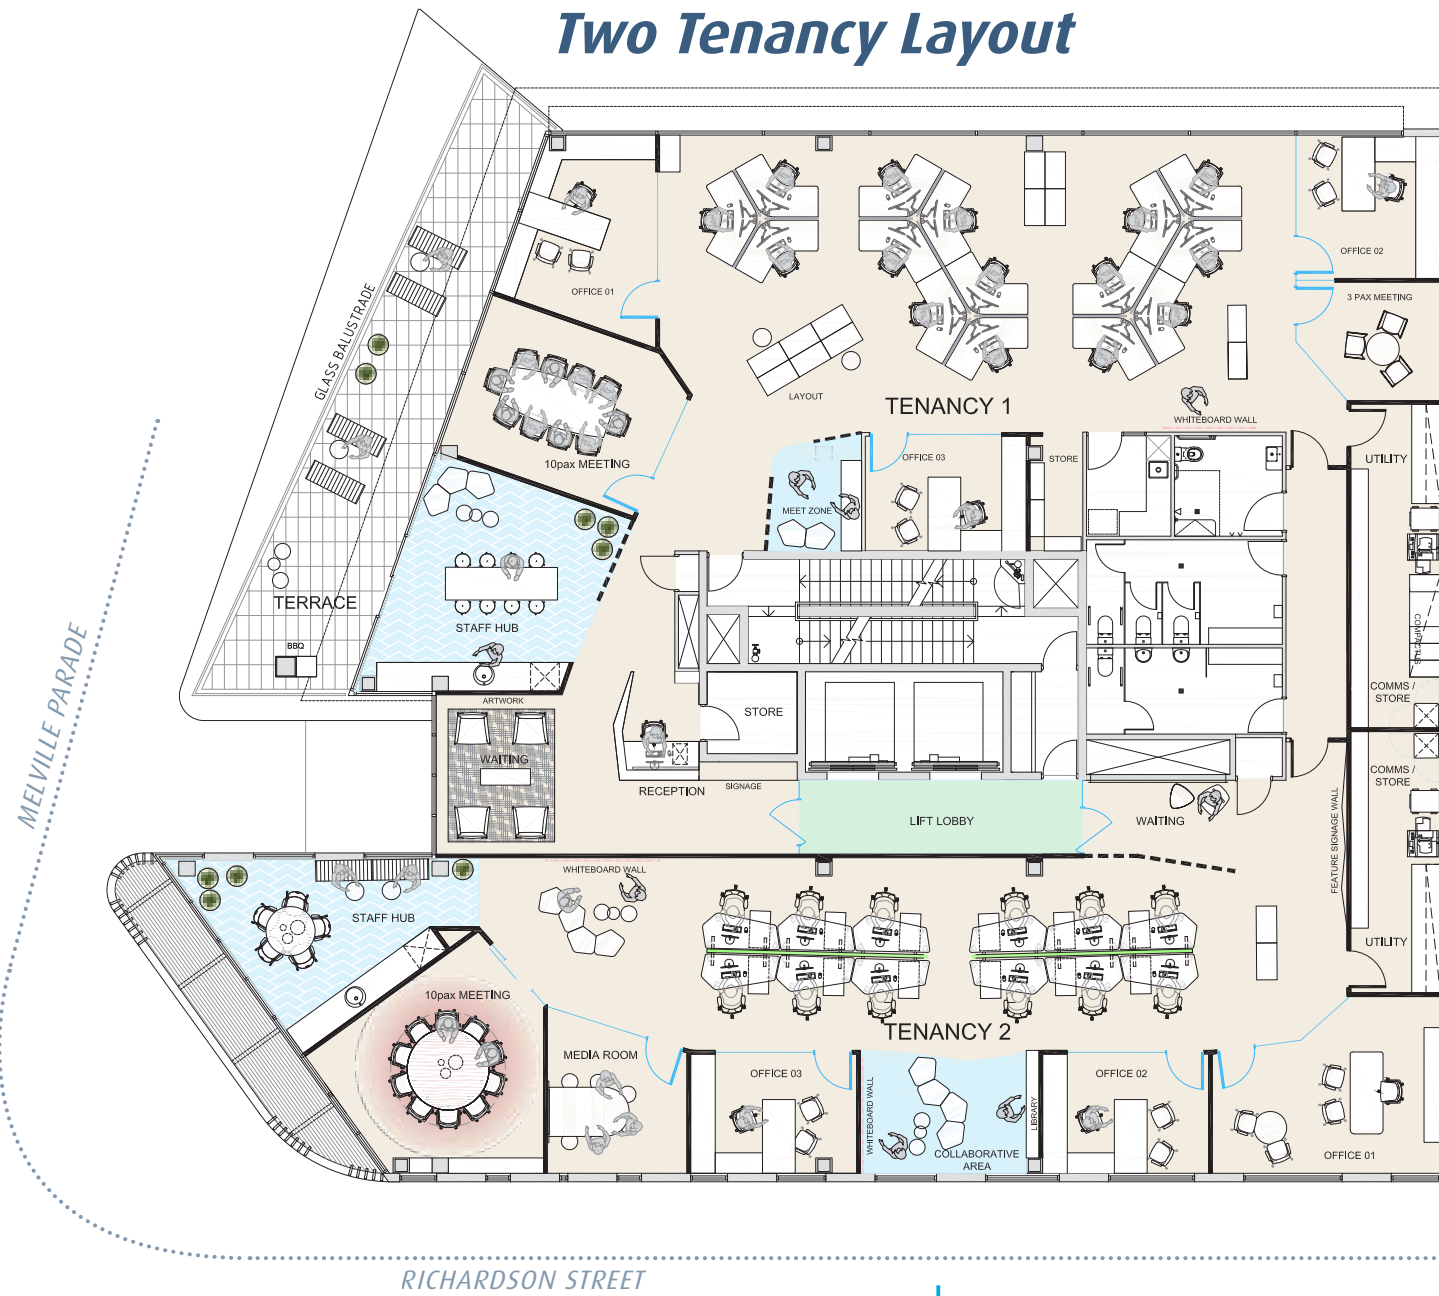 Two Tenancy Layout
OFFICE 01
OFFICE 02
3 PAX MEETING
GLASS BALUSTRADE
LAYOUT
TENANCY 1
WHITEBOARD WALL
10pax MEETING
OFFICE 03
STORE
UTILITY
MEET ZONE
TERRACE
STAFF HUB
BBQ
COMPACTUS
MELVILLE PARADE
ARTWORK
COMMS /
STORE
STORE
WAITING
RECEPTION
SIGNAGE
LIFT LOBBY
WAITING
COMMS /
STORE
FEATURE SIGNAGE WALL
WHITEBOARD WALL
STAFF HUB
UTILITY
10pax MEETING
TENANCY 2
MEDIA ROOM
OFFICE 03
WHITEBOARD WALL
LIBRARY
OFFICE 02
COLLABORATIVE
AREA
OFFICE 01
RICHARDSON STREET